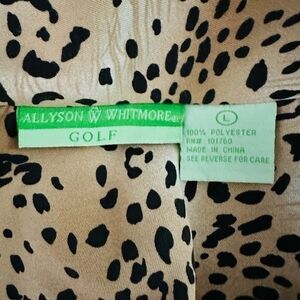 ALLYSON W WHITMORE
GOLF
L
100% POLYESTER
RN# 101760
MADE IN CHINA
SEE REVERSE FOR CARE